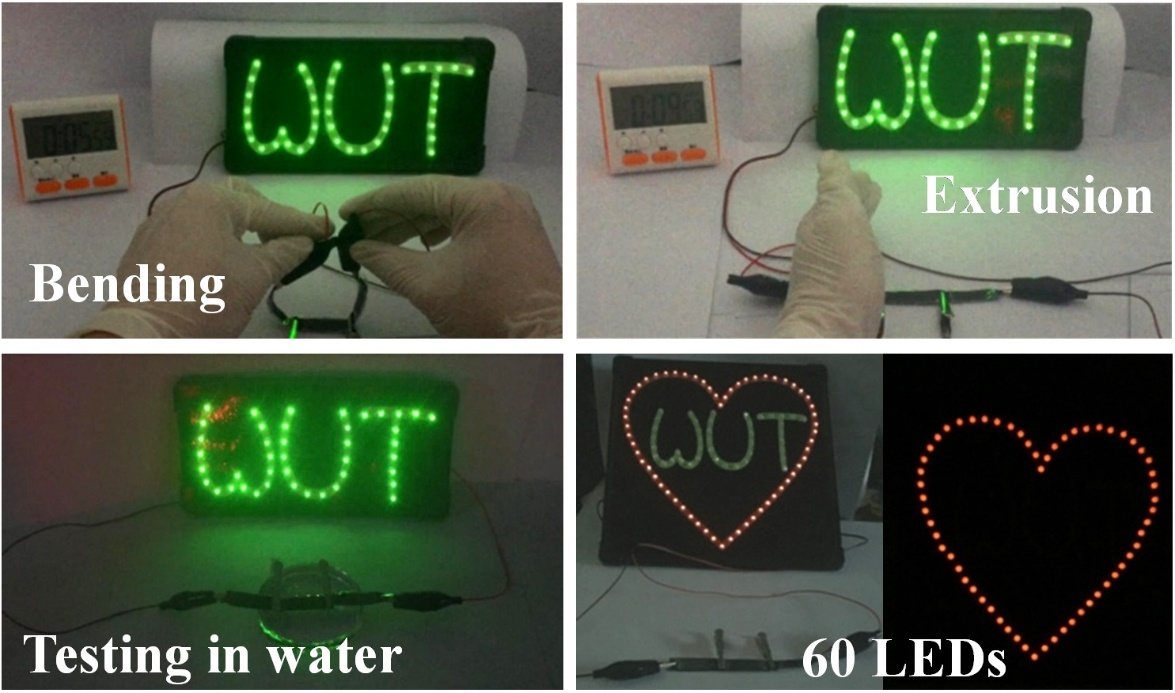 WUT
Bending
WUT
Extrusion
WUT
Testing in water
WUT
60 LEDs